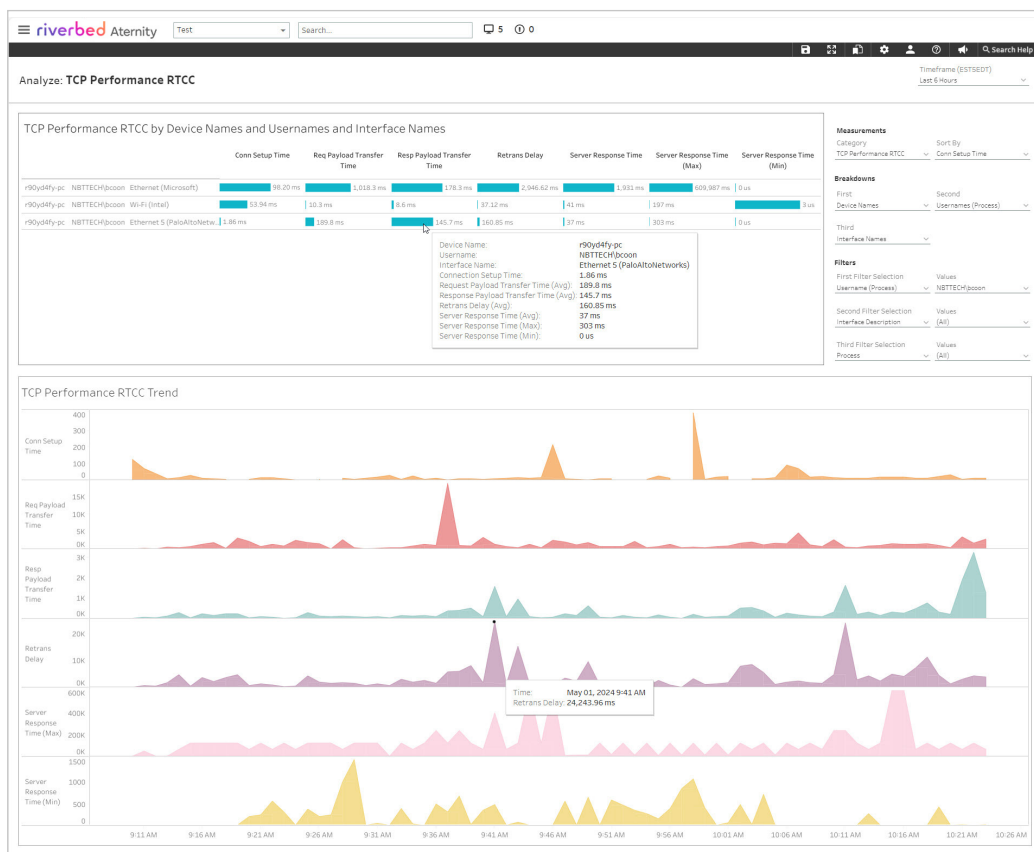 riverbed Aternity
Test
Search...
5
0
Search Help
Analyze: TCP Performance RTCC
Timeframe (ESTSEDT)
Last 6 Hours
TCP Performance RTCC by Device Names and Usernames and Interface Names
Conn Setup Time
Req Payload Transfer Time
Resp Payload Transfer Time
Retrans Delay
Server Response Time
Server Response Time (Max)
Server Response Time (Min)
r90yd4fy-pc NBTTECH\bcoon Ethernet (Microsoft) 98.20 ms 1,018.3 ms 178.3 ms 2,946.62 ms 1,931 ms 609,987 ms 0 us
r90yd4fy-pc NBTTECH\bcoon Wi-Fi (Intel) 53.94 ms 10.3 ms 8.6 ms 37.12 ms 41 ms 197 ms 3 us
r90yd4fy-pc NBTTECH\bcoon Ethernet 5 (PaloAltoNetw.. 1.86 ms 189.8 ms 145.7 ms 160.85 ms 37 ms 303 ms 0 us
Device Name: r90yd4fy-pc
Username: NBTTECH\bcoon
Interface Name: Ethernet 5 (PaloAltoNetworks)
Connection Setup Time: 1.86 ms
Request Payload Transfer Time (Avg): 189.8 ms
Response Payload Transfer Time (Avg): 145.7 ms
Retrans Delay (Avg): 160.85 ms
Server Response Time (Avg): 37 ms
Server Response Time (Max): 303 ms
Server Response Time (Min): 0 us
Measurements
Category Sort By
TCP Performance RTCC Conn Setup Time
Breakdowns
First Second
Device Names Usernames (Process)
Third
Interface Names
Filters
First Filter Selection Values
Username (Process) NBTTECH\bcoon
Second Filter Selection Values
Interface Description (All)
Third Filter Selection Values
Process (All)
TCP Performance RTCC Trend
Conn Setup Time
400
300
200
100
0
Req Payload Transfer Time
15K
10K
5K
0K
Resp Payload Transfer Time
3K
2K
1K
0K
Retrans Delay
20K
10K
0K
Time: May 01, 2024 9:41 AM
Retrans Delay: 24,243.96 ms
Server Response Time (Max)
600K
400K
200K
0K
Server Response Time (Min)
1500
1000
500
0
9:11 AM 9:16 AM 9:21 AM 9:26 AM 9:31 AM 9:36 AM 9:41 AM 9:46 AM 9:51 AM 9:56 AM 10:01 AM 10:06 AM 10:11 AM 10:16 AM 10:21 AM 10:26 AM